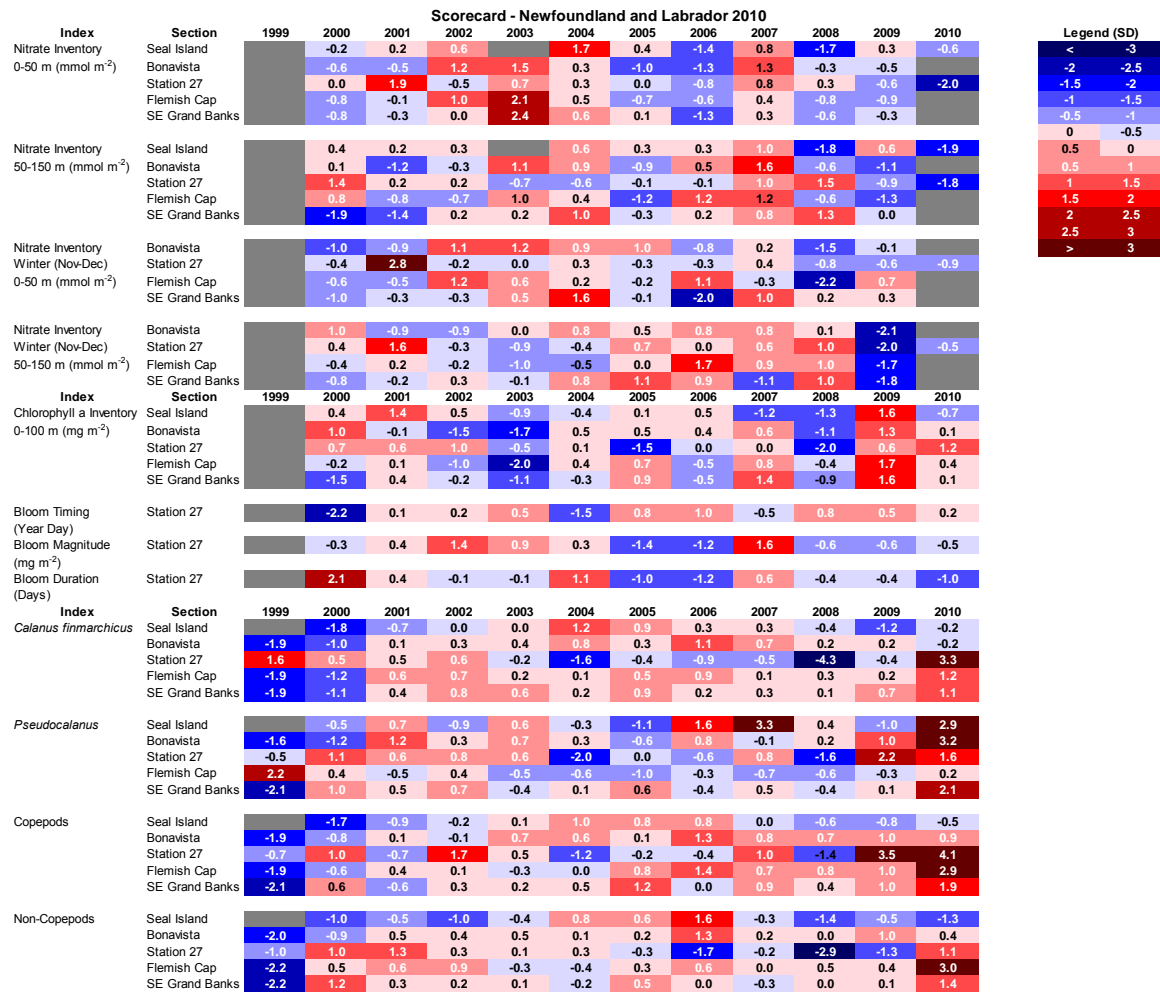 Scorecard - Newfoundland and Labrador 2010
Index Section 1999 2000 2001 2002 2003 2004 2005 2006 2007 2008 2009 2010 Legend (SD)
Nitrate Inventory Seal Island -0.2 0.2 0.6 1.7 0.4 -1.4 0.8 -1.7 0.3 -0.6 < -3
0-50 m (mmol m-2) Bonavista -0.6 -0.5 1.2 1.5 0.3 -1.0 -1.3 1.3 -0.3 -0.5 -2 -2.5
Station 27 0.0 1.9 -0.5 0.7 0.3 0.0 -0.8 0.8 0.3 -0.6 -2.0 -1.5 -2
Flemish Cap -0.8 -0.1 1.0 2.1 0.5 -0.7 -0.6 0.4 -0.8 -0.9 -1 -1.5
SE Grand Banks -0.8 -0.3 0.0 2.4 0.6 0.1 -1.3 0.3 -0.6 -0.3 -0.5 -1
0 -0.5
Nitrate Inventory Seal Island 0.4 0.2 0.3 0.6 0.3 0.3 1.0 -1.8 0.6 -1.9 0.5 0
50-150 m (mmol m-2) Bonavista 0.1 -1.2 -0.3 1.1 0.9 -0.9 0.5 1.6 -0.6 -1.1 0.5 1
Station 27 1.4 0.2 0.2 -0.7 -0.6 -0.1 -0.1 1.0 1.5 -0.9 -1.8 1 1.5
Flemish Cap 0.8 -0.8 -0.7 1.0 0.4 -1.2 1.2 1.2 -0.6 -1.3 1.5 2
SE Grand Banks -1.9 -1.4 0.2 0.2 1.0 -0.3 0.2 0.8 1.3 0.0 2 2.5
2.5 3
Nitrate Inventory Bonavista -1.0 -0.9 1.1 1.2 0.9 1.0 -0.8 0.2 -1.5 -0.1 > 3
Winter (Nov-Dec) Station 27 -0.4 2.8 -0.2 0.0 0.3 -0.3 -0.3 0.4 -0.8 -0.6 -0.9
0-50 m (mmol m-2) Flemish Cap -0.6 -0.5 1.2 0.6 0.2 -0.2 1.1 -0.3 -2.2 0.7
SE Grand Banks -1.0 -0.3 -0.3 0.5 1.6 -0.1 -2.0 1.0 0.2 0.3
Nitrate Inventory Bonavista 1.0 -0.9 -0.9 0.0 0.8 0.5 0.8 0.8 0.1 -2.1
Winter (Nov-Dec) Station 27 0.4 1.6 -0.3 -0.9 -0.4 0.7 0.0 0.6 1.0 -2.0 -0.5
50-150 m (mmol m-2) Flemish Cap -0.4 0.2 -0.2 -1.0 -0.5 0.0 1.7 0.9 1.0 -1.7
SE Grand Banks -0.8 -0.2 0.3 -0.1 0.8 1.1 0.9 -1.1 1.0 -1.8
Index Section 1999 2000 2001 2002 2003 2004 2005 2006 2007 2008 2009 2010
Chlorophyll a Inventory Seal Island 0.4 1.4 0.5 -0.9 -0.4 0.1 0.5 -1.2 -1.3 1.6 -0.7
0-100 m (mg m-2) Bonavista 1.0 -0.1 -1.5 -1.7 0.5 0.5 0.4 0.6 -1.1 1.3 0.1
Station 27 0.7 0.6 1.0 -0.5 0.1 -1.5 0.0 0.0 -2.0 0.6 1.2
Flemish Cap -0.2 0.1 -1.0 -2.0 0.4 0.7 -0.5 0.8 -0.4 1.7 0.4
SE Grand Banks -1.5 0.4 -0.2 -1.1 -0.3 0.9 -0.5 1.4 -0.9 1.6 0.1
Bloom Timing Station 27 -2.2 0.1 0.2 0.5 -1.5 0.8 1.0 -0.5 0.8 0.5 0.2
(Year Day)
Bloom Magnitude Station 27 -0.3 0.4 1.4 0.9 0.3 -1.4 -1.2 1.6 -0.6 -0.6 -0.5
(mg m-2)
Bloom Duration Station 27 2.1 0.4 -0.1 -0.1 1.1 -1.0 -1.2 0.6 -0.4 -0.4 -1.0
(Days)
Index Section 1999 2000 2001 2002 2003 2004 2005 2006 2007 2008 2009 2010
Calanus finmarchicus Seal Island -1.8 -0.7 0.0 0.0 1.2 0.9 0.3 0.3 -0.4 -1.2 -0.2
Bonavista -1.9 -1.0 0.1 0.3 0.4 0.8 0.3 1.1 0.7 0.2 0.2 -0.2
Station 27 1.6 0.5 0.5 0.6 -0.2 -1.6 -0.4 -0.9 -0.5 -4.3 -0.4 3.3
Flemish Cap -1.9 -1.2 0.6 0.7 0.2 0.1 0.5 0.9 0.1 0.3 0.2 1.2
SE Grand Banks -1.9 -1.1 0.4 0.8 0.6 0.2 0.9 0.2 0.3 0.1 0.7 1.1
Pseudocalanus Seal Island -0.5 0.7 -0.9 0.6 -0.3 -1.1 1.6 3.3 0.4 -1.0 2.9
Bonavista -1.6 -1.2 1.2 0.3 0.7 0.3 -0.6 0.8 -0.1 0.2 1.0 3.2
Station 27 -0.5 1.1 0.6 0.8 0.6 -2.0 0.0 -0.6 0.8 -1.6 2.2 1.6
Flemish Cap 2.2 0.4 -0.5 0.4 -0.5 -0.6 -1.0 -0.3 -0.7 -0.6 -0.3 0.2
SE Grand Banks -2.1 1.0 0.5 0.7 -0.4 0.1 0.6 -0.4 0.5 -0.4 0.1 2.1
Copepods Seal Island -1.7 -0.9 -0.2 0.1 1.0 0.8 0.8 0.0 -0.6 -0.8 -0.5
Bonavista -1.9 -0.8 0.1 -0.1 0.7 0.6 0.1 1.3 0.8 0.7 1.0 0.9
Station 27 -0.7 1.0 -0.7 1.7 0.5 -1.2 -0.2 -0.4 1.0 -1.4 3.5 4.1
Flemish Cap -1.9 -0.6 0.4 0.1 -0.3 0.0 0.8 1.4 0.7 0.8 1.0 2.9
SE Grand Banks -2.1 0.6 -0.6 0.3 0.2 0.5 1.2 0.0 0.9 0.4 1.0 1.9
Non-Copepods Seal Island -1.0 -0.5 -1.0 -0.4 0.8 0.6 1.6 -0.3 -1.4 -0.5 -1.3
Bonavista -2.0 -0.9 0.5 0.4 0.5 0.1 0.2 1.3 0.2 0.0 1.0 0.4
Station 27 -1.0 1.0 1.3 0.3 0.1 0.3 -0.3 -1.7 -0.2 -2.9 -1.3 1.1
Flemish Cap -2.2 0.5 0.6 0.9 -0.3 -0.4 0.3 0.6 0.0 0.5 0.4 3.0
SE Grand Banks -2.2 1.2 0.3 0.2 0.1 -0.2 0.5 0.0 -0.3 0.0 0.1 1.4